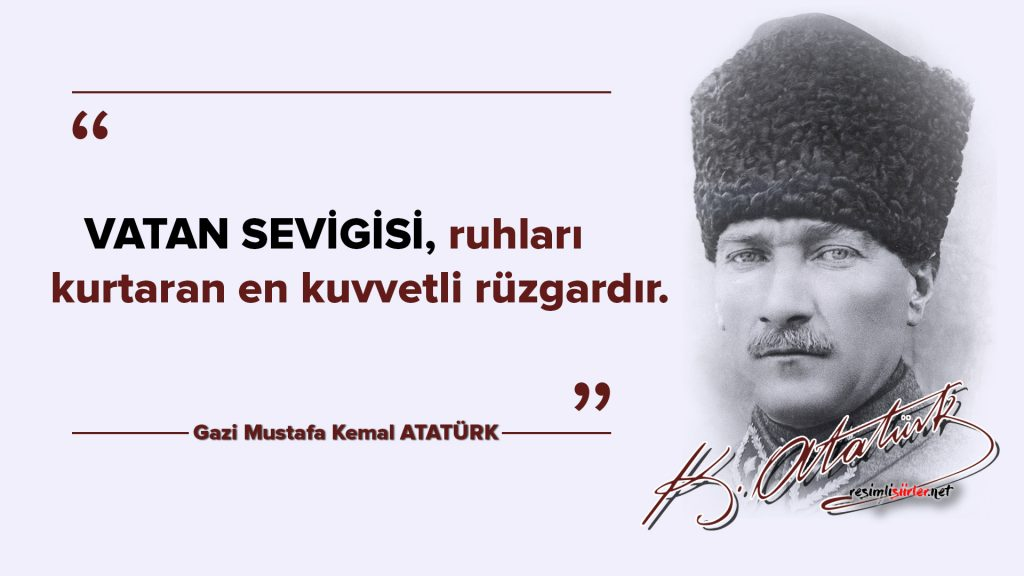 “
VATAN SEVİGİSİ, ruhları
kurtaran en kuvvetli rüzgardır.
”
Gazi Mustafa Kemal ATATÜRK
K. Atatürk
resimlisiirler.net